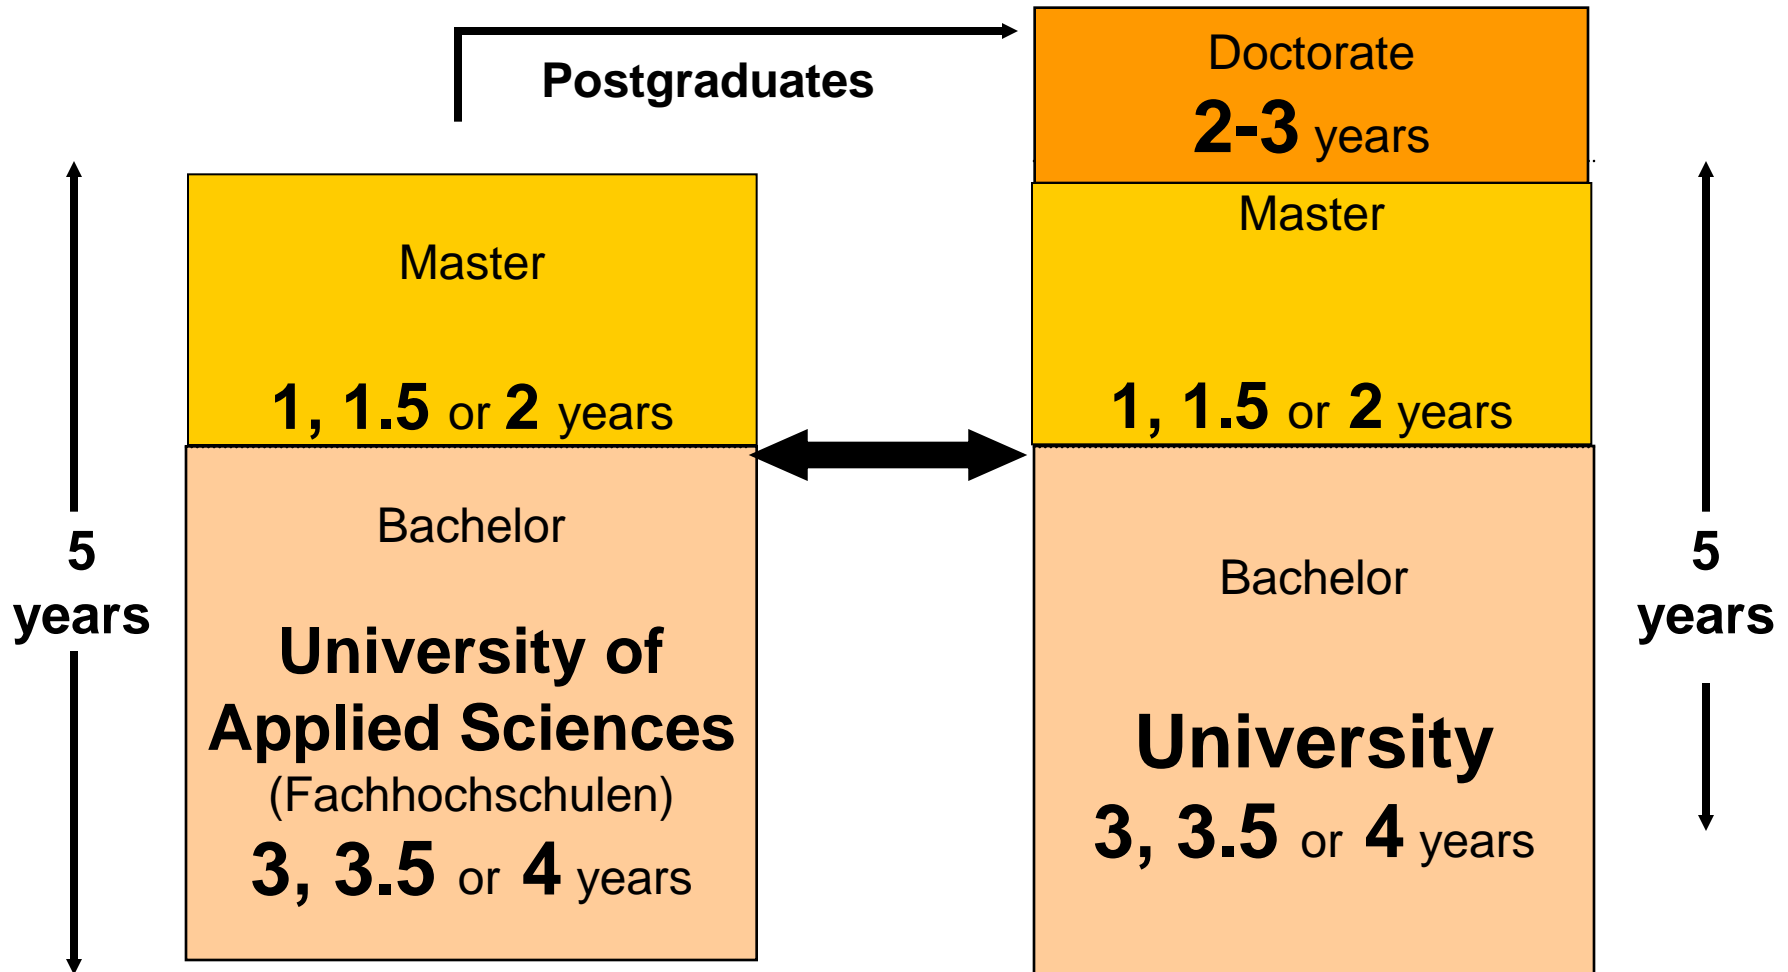 Postgraduates
Doctorate
2-3 years
Master
1, 1.5 or 2 years
Master
1, 1.5 or 2 years
5
years
Bachelor
University of
Applied Sciences
(Fachhochschulen)
3, 3.5 or 4 years
Bachelor
University
3, 3.5 or 4 years
5
years